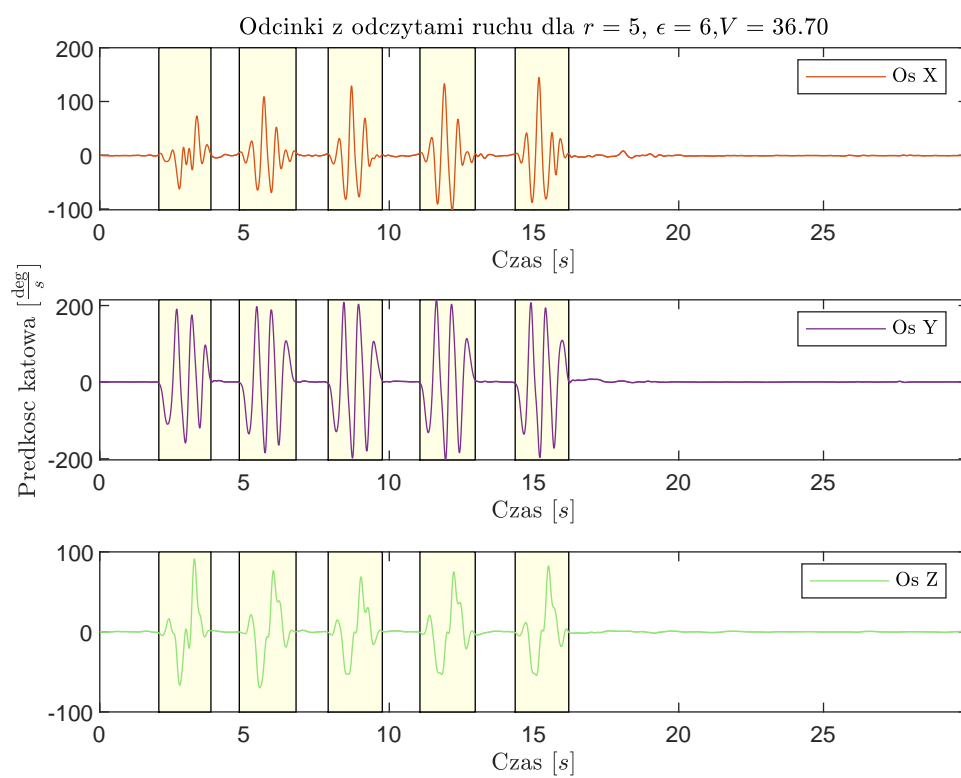 Odcinki z odczytami ruchu dla r = 5, ϵ = 6,V = 36.70
200
100
0
-100
Os X
0 5 10 15 20 25
Czas [s]
Predkosc katowa [deg/s]
200
0
-200
Os Y
0 5 10 15 20 25
Czas [s]
100
0
-100
Os Z
0 5 10 15 20 25
Czas [s]